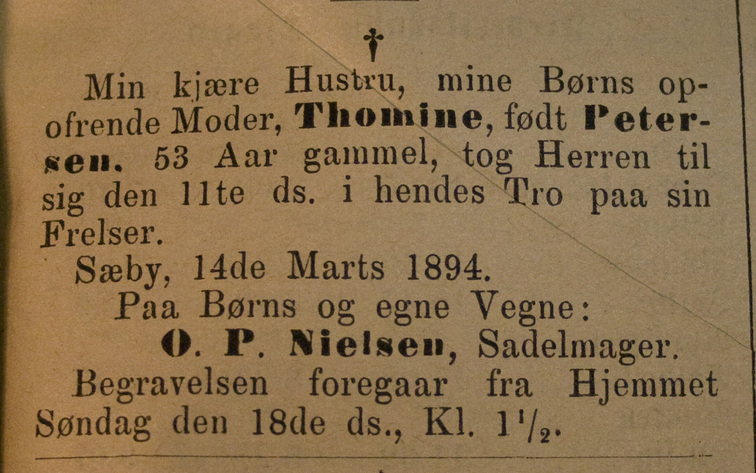 †
Min kjære Hustru, mine Børns op-
ofrende Moder, Thomine, født Peter-
sen. 53 Aar gammel, tog Herren til
sig den 11te ds. i hendes Tro paa sin
Frelser.
Sæby, 14de Marts 1894.
Paa Børns og egne Vegne:
O. P. Nielsen, Sadelmager.
Begravelsen foregaar fra Hjemmet
Søndag den 18de ds., Kl. 1¹/₂.